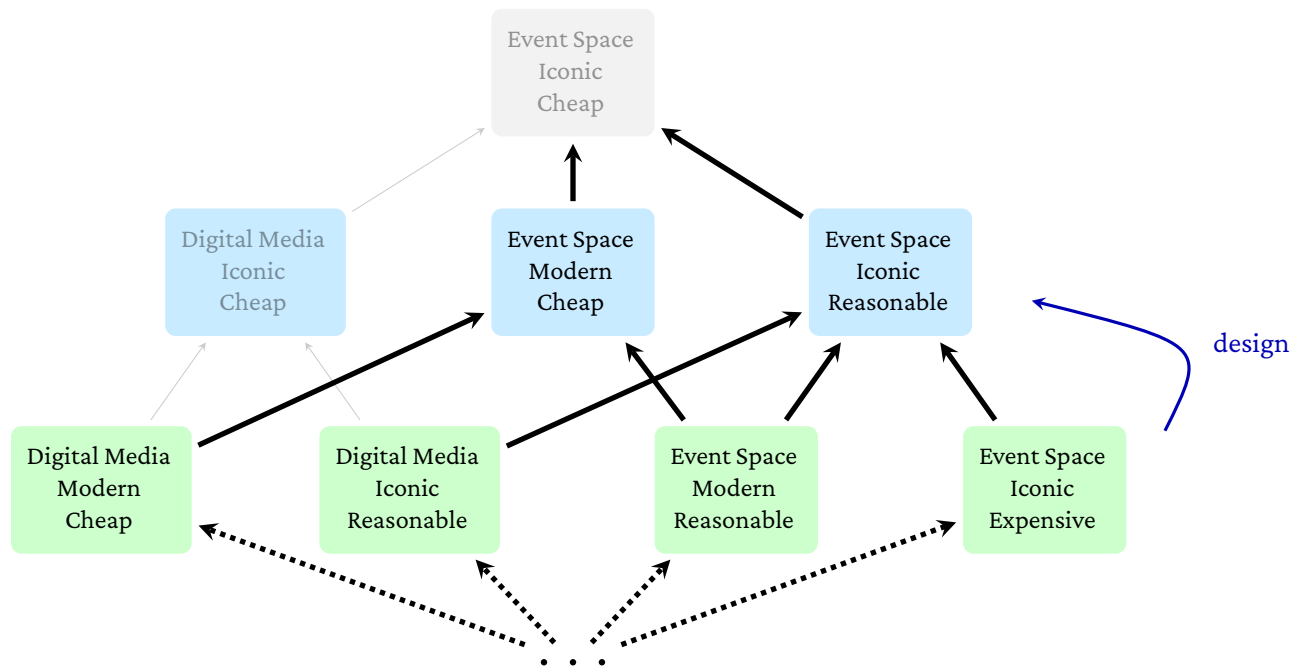 Event Space
Iconic
Cheap
Digital Media
Iconic
Cheap
Event Space
Modern
Cheap
Event Space
Iconic
Reasonable
design
Digital Media
Modern
Cheap
Digital Media
Iconic
Reasonable
Event Space
Modern
Reasonable
Event Space
Iconic
Expensive
. . .